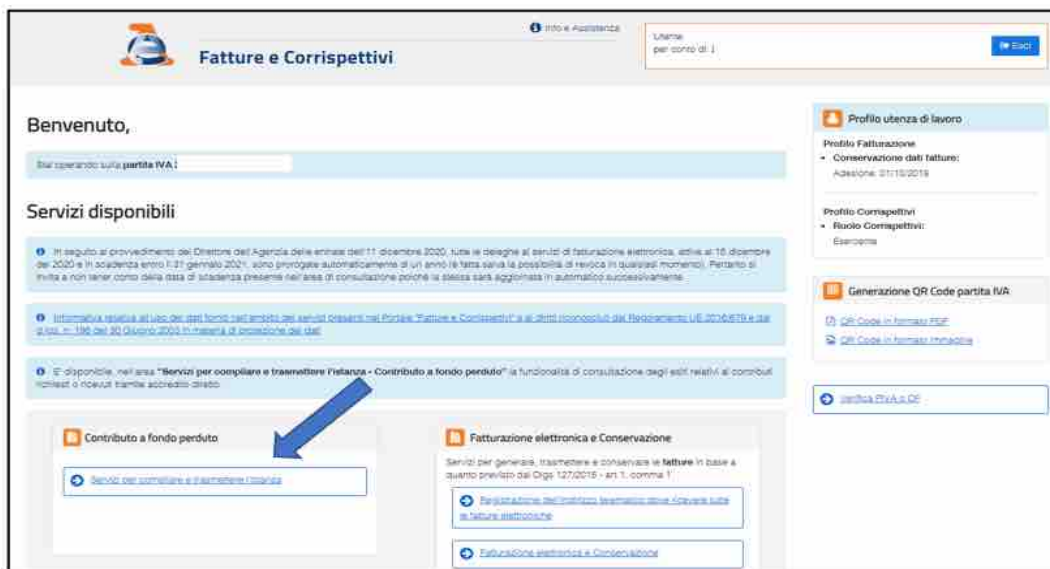 Info e Assistenza
Utente
per conto di:
Esci
Fatture e Corrispettivi
Benvenuto,
Stai operando sulla partita IVA :
Servizi disponibili
In seguito al provvedimento del Direttore dell'Agenzia delle entrate dell'11 dicembre 2020, tutte le deleghe ai servizi di fatturazione elettronica, attive al 15 dicembre
del 2020 e in scadenza entro il 31 gennaio 2021, sono prorogate automaticamente di un anno (è fatta salva la possibilità di revoca in qualsiasi momento). Pertanto si
invita a non tener conto della data di scadenza presente nell'area di consultazione poiché la stessa sarà aggiornata in automatico successivamente.
Informativa relativa all'uso dei dati forniti nell'ambito dei servizi presenti nel Portale "Fatture e Corrispettivi" e ai diritti riconosciuti dal Regolamento UE 2016/679 e dal
d.lgs. n. 196 del 30 Giugno 2003 in materia di protezione dei dati
E' disponibile, nell'area "Servizi per compilare e trasmettere l'istanza - Contributo a fondo perduto" la funzionalità di consultazione degli esiti relativi ai contributi
richiesti o ricevuti tramite accredito diretto.
Contributo a fondo perduto
Servizi per compilare e trasmettere l'istanza
Fatturazione elettronica e Conservazione
Servizi per generare, trasmettere e conservare le fatture in base a
quanto previsto dal Dlgs 127/2015 - art 1, comma 1
Registrazione dell'indirizzo telematico dove ricevere tutte
le fatture elettroniche
Fatturazione elettronica e Conservazione
Profilo utenza di lavoro
Profilo Fatturazione
Conservazione dati fatture:
Adesione: 01/10/2019
Profilo Corrispettivi
Ruolo Corrispettivi:
Esercente
Generazione QR Code partita IVA
QR Code in formato PDF
QR Code in formato immagine
Verifica P.IVA o CF